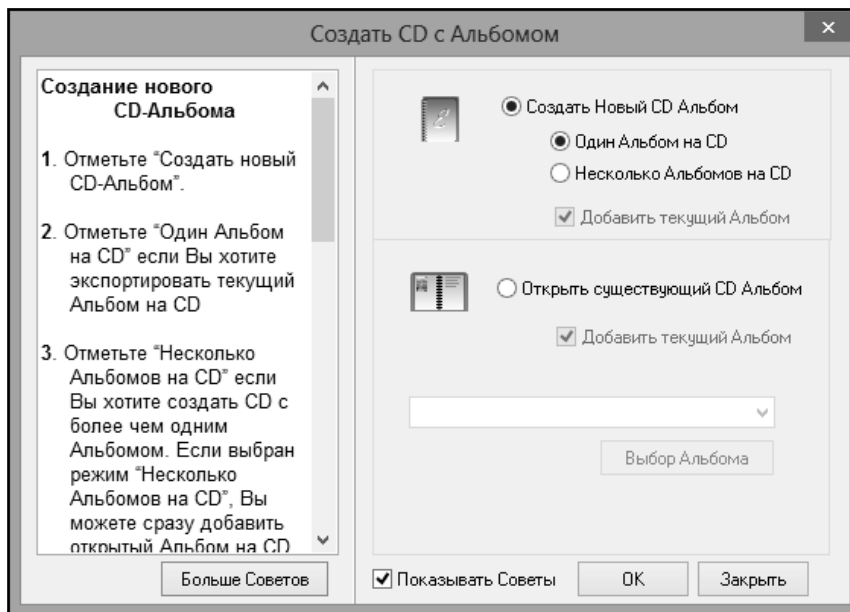 Создать CD с Альбомом
Создание нового
CD-Альбома
1. Отметьте “Создать новый
CD-Альбом”.
2. Отметьте “Один Альбом
на CD” если Вы хотите
экспортировать текущий
Альбом на CD
3. Отметьте “Несколько
Альбомов на CD” если
Вы хотите создать CD с
более чем одним
Альбомом. Если выбран
режим “Несколько
Альбомов на CD”, Вы
можете сразу добавить
открытый Альбом на CD
Больше Советов
Создать Новый CD Альбом
Один Альбом на CD
Несколько Альбомов на CD
Добавить текущий Альбом
Открыть существующий CD Альбом
Добавить текущий Альбом
Выбор Альбома
Показывать Советы
OK
Закрыть